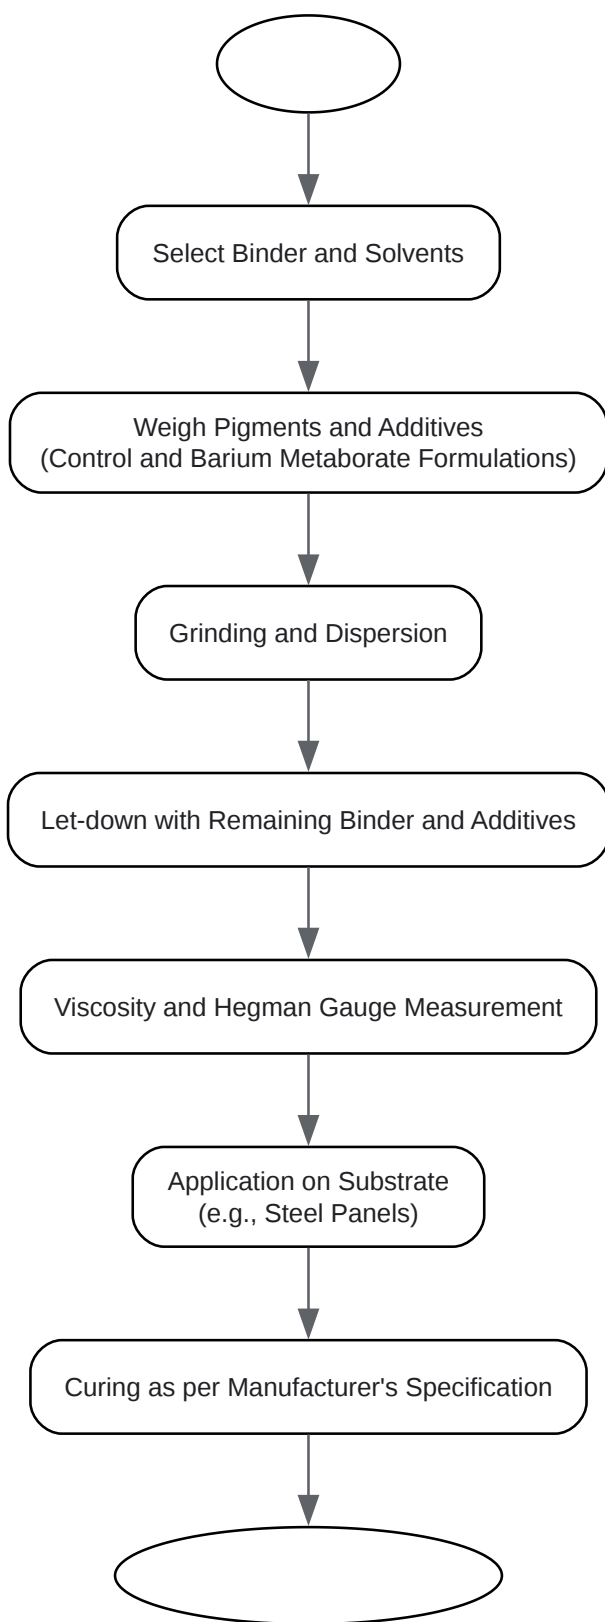 Select Binder and Solvents
Weigh Pigments and Additives
(Control and Barium Metaborate Formulations)
Grinding and Dispersion
Let-down with Remaining Binder and Additives
Viscosity and Hegman Gauge Measurement
Application on Substrate
(e.g., Steel Panels)
Curing as per Manufacturer's Specification